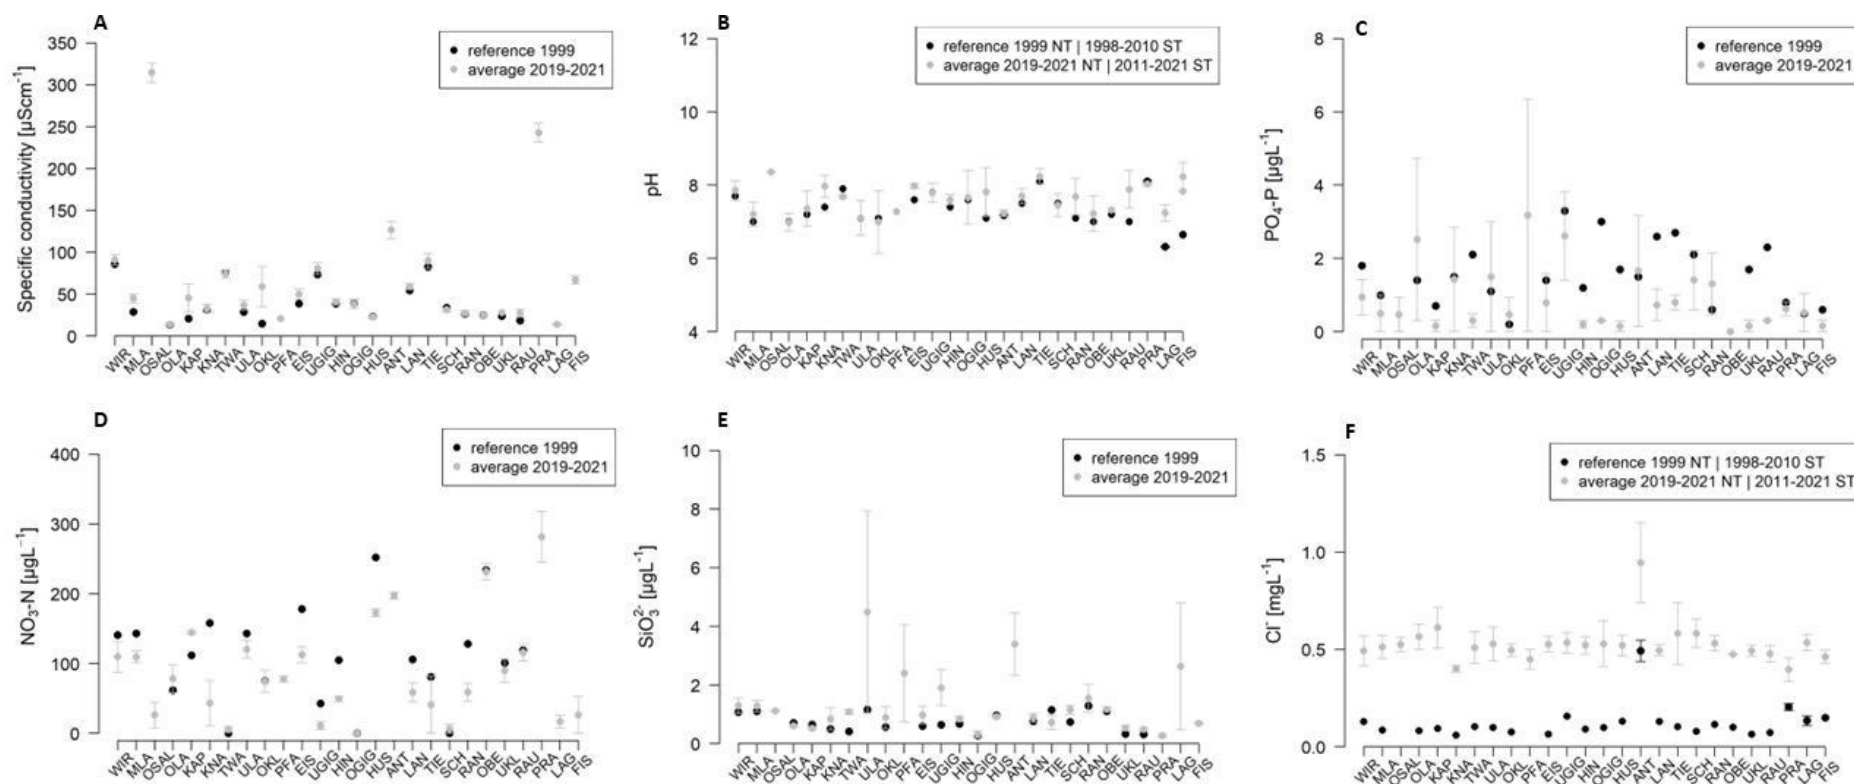 A
350
300
250
200
150
100
50
0
Specific conductivity [µScm-1]
reference 1999
average 2019-2021
WIR MLA OSAL OLA KAP KNA TWA ULA OKL PFA EIS UGIG HIN OGIG HUS ANT LAN TIE SCH RAN OBE UKL RAU PRA LAG FIS
B
12
10
8
6
4
pH
reference 1999 NT | 1998-2010 ST
average 2019-2021 NT | 2011-2021 ST
WIR MLA OSAL OLA KAP KNA TWA ULA OKL PFA EIS UGIG HIN OGIG HUS ANT LAN TIE SCH RAN OBE UKL RAU PRA LAG FIS
C
8
6
4
2
0
PO4-P [µgL-1]
reference 1999
average 2019-2021
WIR MLA OSAL OLA KAP KNA TWA ULA OKL PFA EIS UGIG HIN OGIG HUS ANT LAN TIE SCH RAN OBE UKL RAU PRA LAG FIS
D
400
300
200
100
0
NO3-N [µgL-1]
reference 1999
average 2019-2021
WIR MLA OSAL OLA KAP KNA TWA ULA OKL PFA EIS UGIG HIN OGIG HUS ANT LAN TIE SCH RAN OBE UKL RAU PRA LAG FIS
E
10
8
6
4
2
0
SiO3 2- [µgL-1]
reference 1999
average 2019-2021
WIR MLA OSAL OLA KAP KNA TWA ULA OKL PFA EIS UGIG HIN OGIG HUS ANT LAN TIE SCH RAN OBE UKL RAU PRA LAG FIS
F
1.5
1.0
0.5
0.0
Cl- [mgL-1]
reference 1999 NT | 1998-2010 ST
average 2019-2021 NT | 2011-2021 ST
WIR MLA OSAL OLA KAP KNA TWA ULA OKL PFA EIS UGIG HIN OGIG HUS ANT LAN TIE SCH RAN OBE UKL RAU PRA LAG FIS